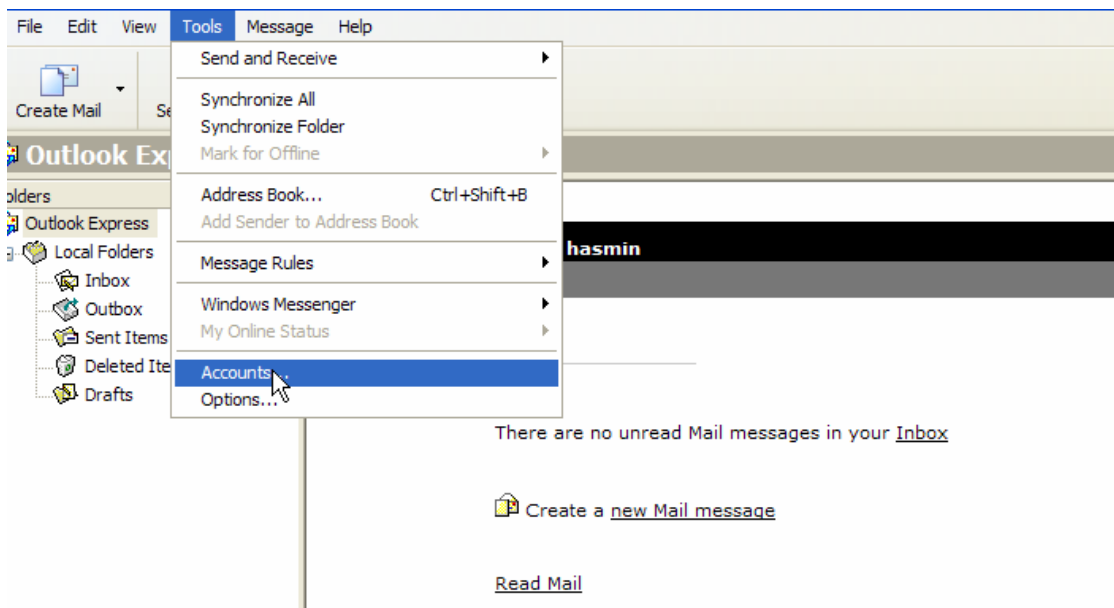 File Edit View Tools Message Help
Send and Receive
Create Mail
Synchronize All
Synchronize Folder
Mark for Offline
Outlook
Address Book... Ctrl+Shift+B
Outlook Express
Add Sender to Address Book
Local Folders
hasmin
Message Rules
Inbox
Outbox
Windows Messenger
Sent Items
My Online Status
Deleted Ite
Accounts...
Drafts
Options...
There are no unread Mail messages in your Inbox
Create a new Mail message
Read Mail